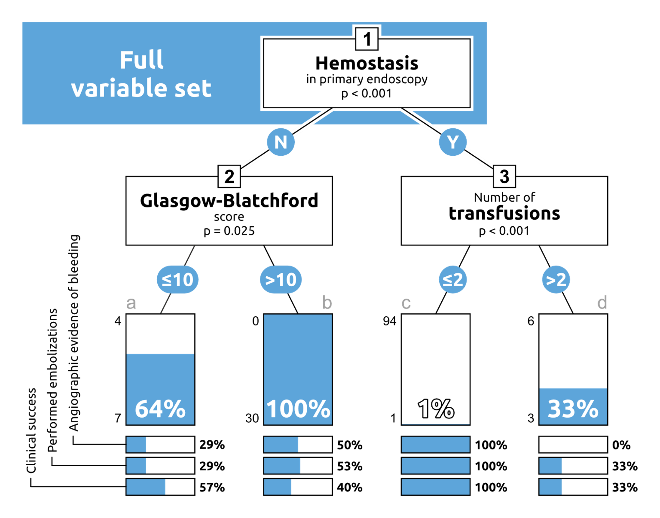 Full
variable set
1
Hemostasis
in primary endoscopy
p < 0.001
N
Y
2
Glasgow-Blatchford
score
p = 0.025
3
Number of
transfusions
p < 0.001
≤10
>10
≤2
>2
a
b
c
d
4
7
64%
0
30
100%
94
1
1%
6
3
33%
Angiographic evidence of bleeding
29%
50%
100%
0%
Performed embolizations
29%
53%
100%
33%
Clinical success
57%
40%
100%
33%